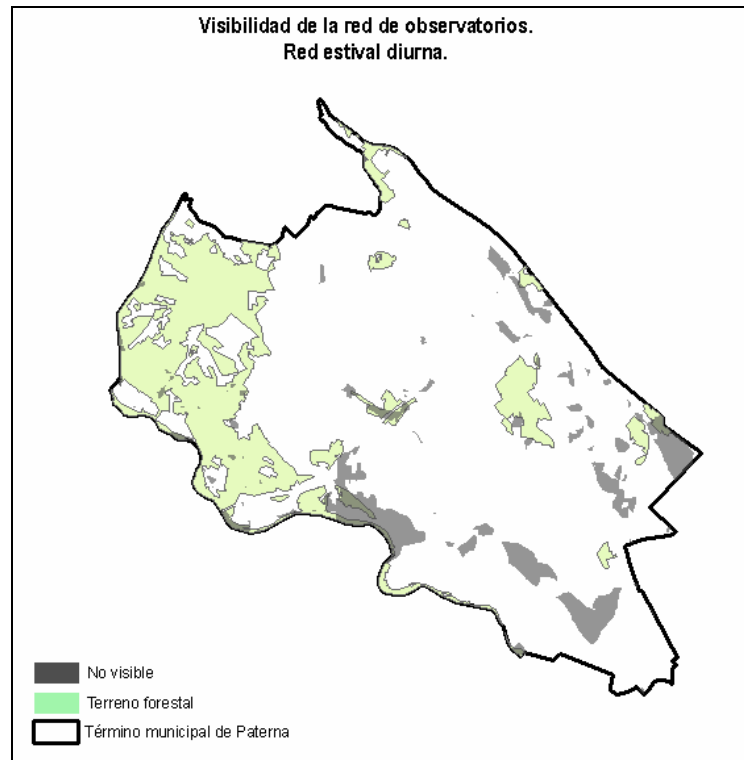 Visibilidad de la red de observatorios.
Red estival diurna.
No visible
Terreno forestal
Término municipal de Paterna